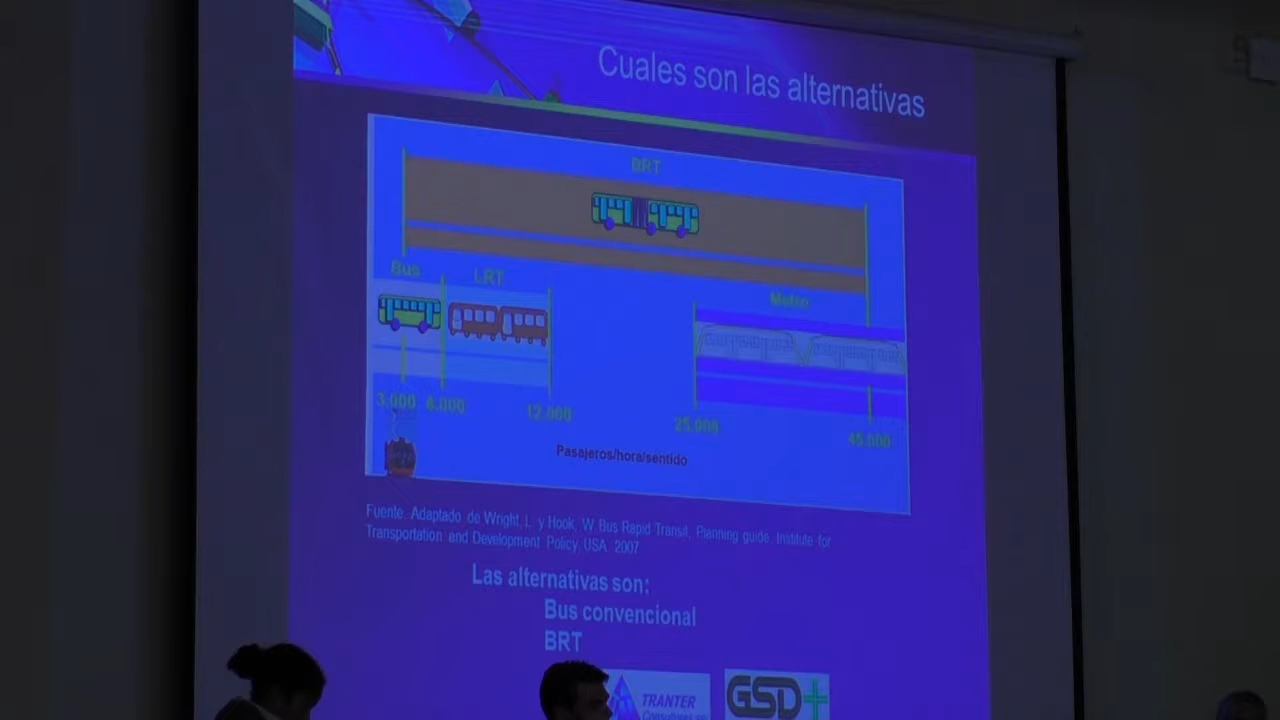 Cuales son las alternativas
BRT
Bus
LRT
Metro
3.000
6.000
12.000
25.000
45.000
Pasajeros/hora/sentido
Fuente. Adaptado de Wright, L. y Hook, W. Bus Rapid Transit, Planning guide. Institute for
Transportation and Development Policy, USA. 2007
Las alternativas son:
Bus convencional
BRT
TRANTER
GSD+